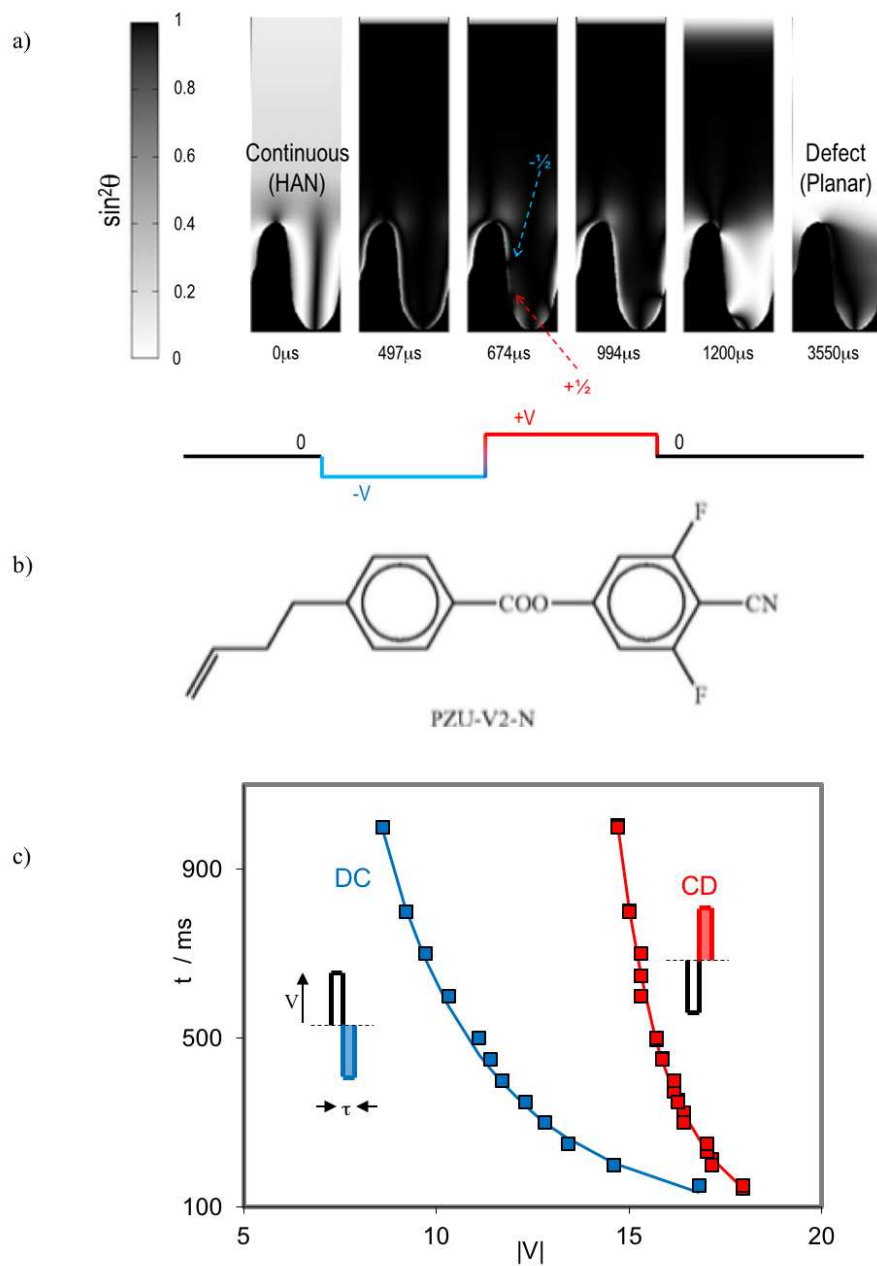 a)
sin²θ
1
0.8
0.6
0.4
0.2
0
Continuous
(HAN)
-½
+½
Defect
(Planar)
0μs
497μs
674μs
994μs
1200μs
3550μs
0
-V
+V
0
b)
F
COO
CN
F
PZU-V2-N
c)
t / ms
900
500
100
DC
CD
V
τ
5
10
15
20
|V|